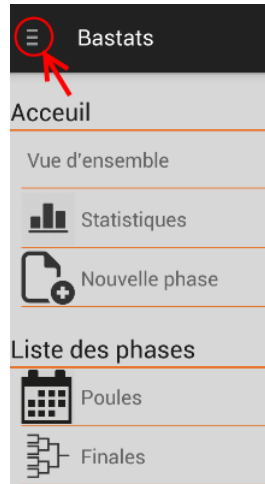 Bastats
Acceuil
Vue d'ensemble
Statistiques
Nouvelle phase
Liste des phases
Poules
Finales